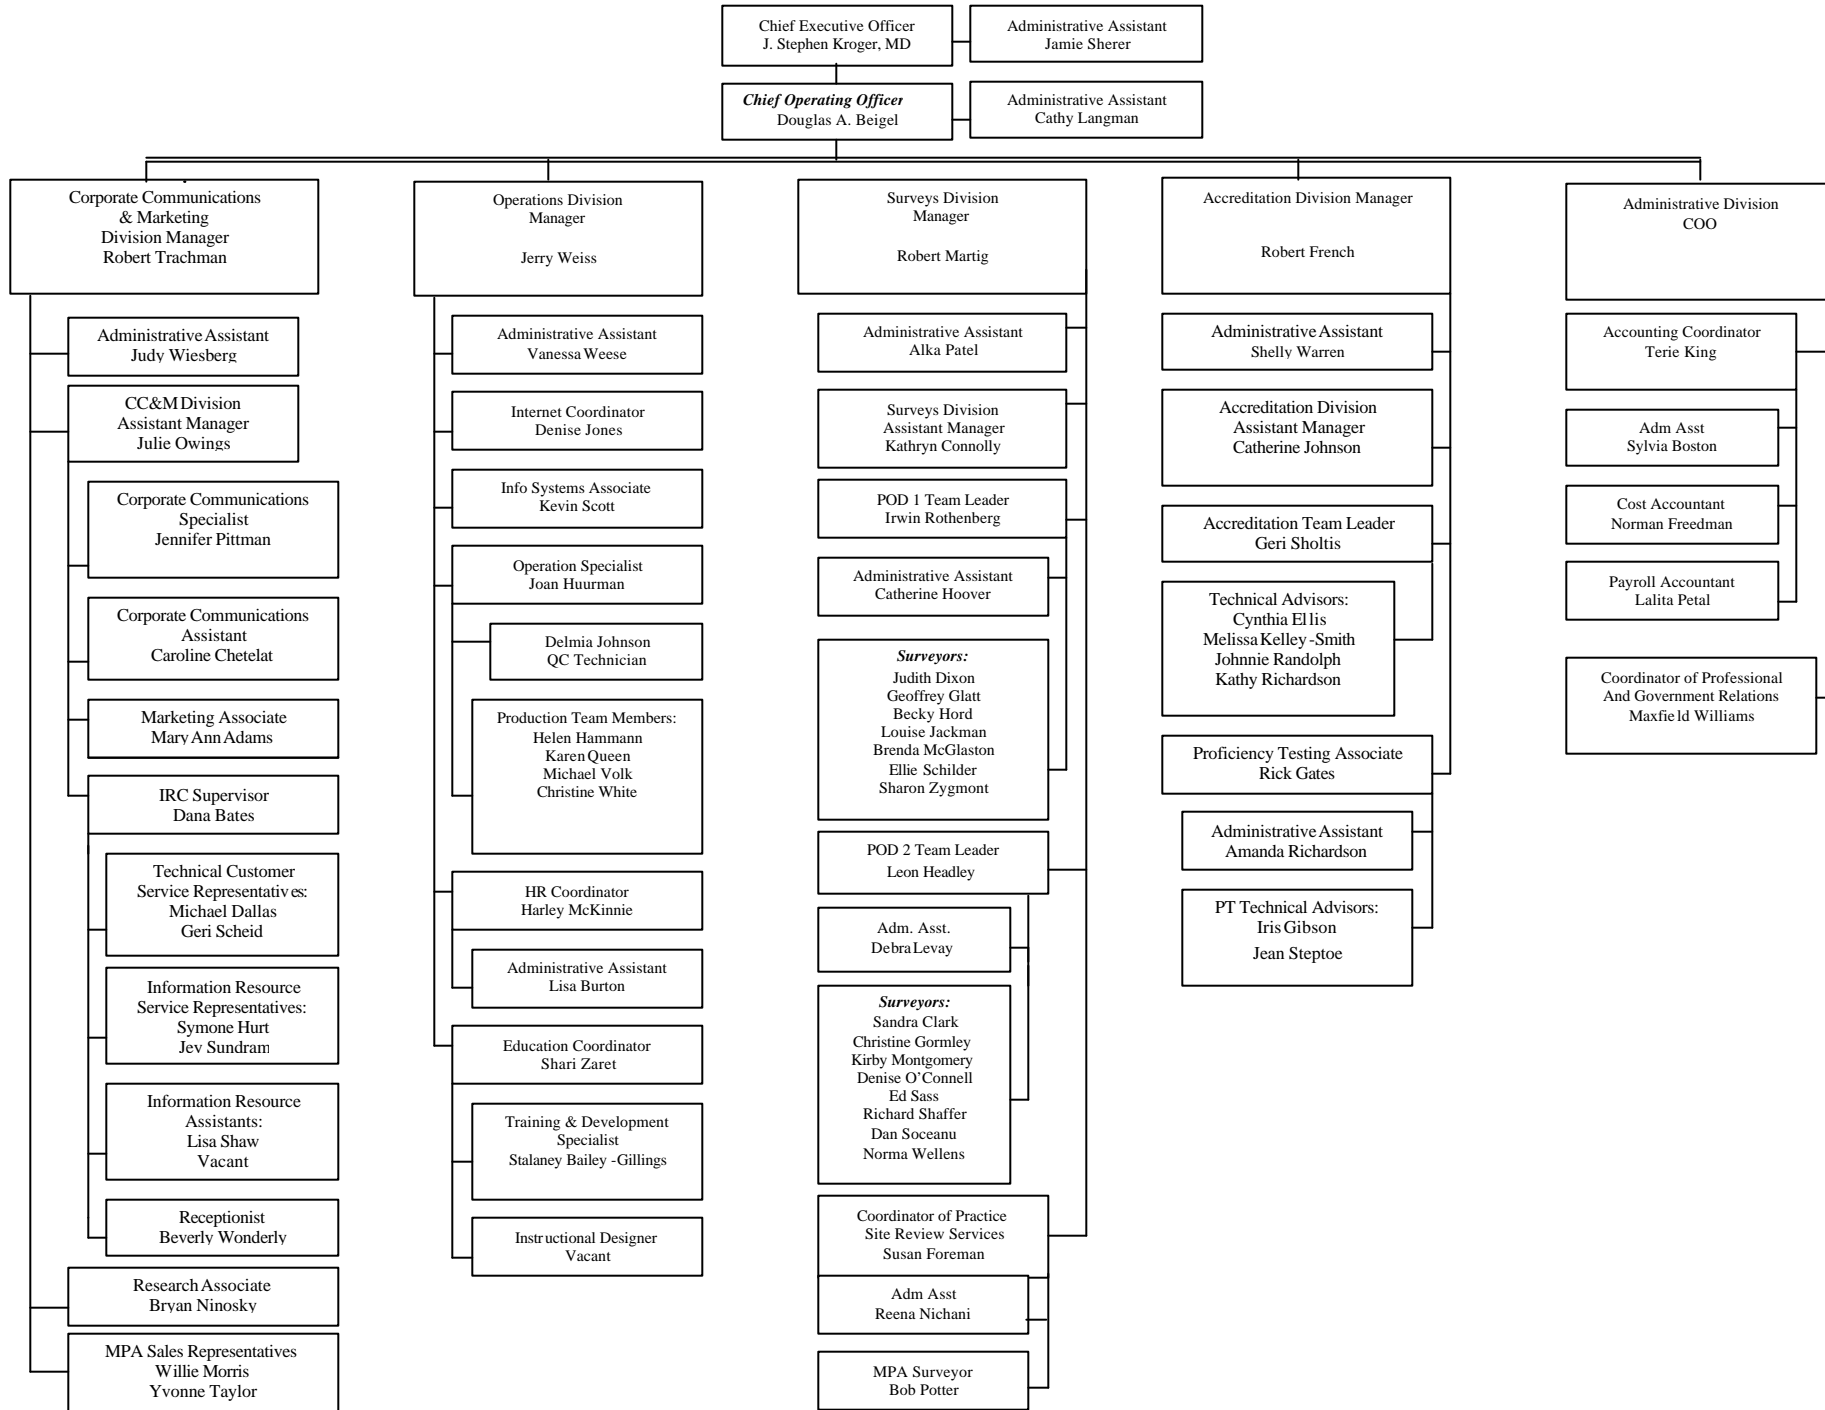 Chief Executive Officer
J. Stephen Kroger, MD
Administrative Assistant
Jamie Sherer
Chief Operating Officer
Douglas A. Beigel
Administrative Assistant
Cathy Langman
Corporate Communications
& Marketing
Division Manager
Robert Trachman
Administrative Assistant
Judy Wiesberg
CC&M Division
Assistant Manager
Julie Owings
Corporate Communications
Specialist
Jennifer Pittman
Corporate Communications
Assistant
Caroline Chetelat
Marketing Associate
Mary Ann Adams
IRC Supervisor
Dana Bates
Technical Customer
Service Representatives:
Michael Dallas
Geri Scheid
Information Resource
Service Representatives:
Symone Hurt
Jev Sundram
Information Resource
Assistants:
Lisa Shaw
Vacant
Receptionist
Beverly Wonderly
Research Associate
Bryan Ninosky
MPA Sales Representatives
Willie Morris
Yvonne Taylor
Operations Division
Manager
Jerry Weiss
Administrative Assistant
Vanessa Weese
Internet Coordinator
Denise Jones
Info Systems Associate
Kevin Scott
Operation Specialist
Joan Huurman
Delmia Johnson
QC Technician
Production Team Members:
Helen Hammann
Karen Queen
Michael Volk
Christine White
HR Coordinator
Harley McKinnie
Administrative Assistant
Lisa Burton
Education Coordinator
Shari Zaret
Training & Development
Specialist
Stalaney Bailey -Gillings
Instructional Designer
Vacant
Surveys Division
Manager
Robert Martig
Administrative Assistant
Alka Patel
Surveys Division
Assistant Manager
Kathryn Connolly
POD 1 Team Leader
Irwin Rothenberg
Administrative Assistant
Catherine Hoover
Surveyors:
Judith Dixon
Geoffrey Glatt
Becky Hord
Louise Jackman
Brenda McGlaston
Ellie Schilder
Sharon Zygmont
POD 2 Team Leader
Leon Headley
Adm. Asst.
Debra Levay
Surveyors:
Sandra Clark
Christine Gormley
Kirby Montgomery
Denise O’Connell
Ed Sass
Richard Shaffer
Dan Soceanu
Norma Wellens
Coordinator of Practice
Site Review Services
Susan Foreman
Adm Asst
Reena Nichani
MPA Surveyor
Bob Potter
Accreditation Division Manager
Robert French
Administrative Assistant
Shelly Warren
Accreditation Division
Assistant Manager
Catherine Johnson
Accreditation Team Leader
Geri Sholtis
Technical Advisors:
Cynthia Ellis
Melissa Kelley -Smith
Johnnie Randolph
Kathy Richardson
Proficiency Testing Associate
Rick Gates
Administrative Assistant
Amanda Richardson
PT Technical Advisors:
Iris Gibson
Jean Steptoe
Administrative Division
COO
Accounting Coordinator
Terie King
Adm Asst
Sylvia Boston
Cost Accountant
Norman Freedman
Payroll Accountant
Lalita Petal
Coordinator of Professional
And Government Relations
Maxfield Williams